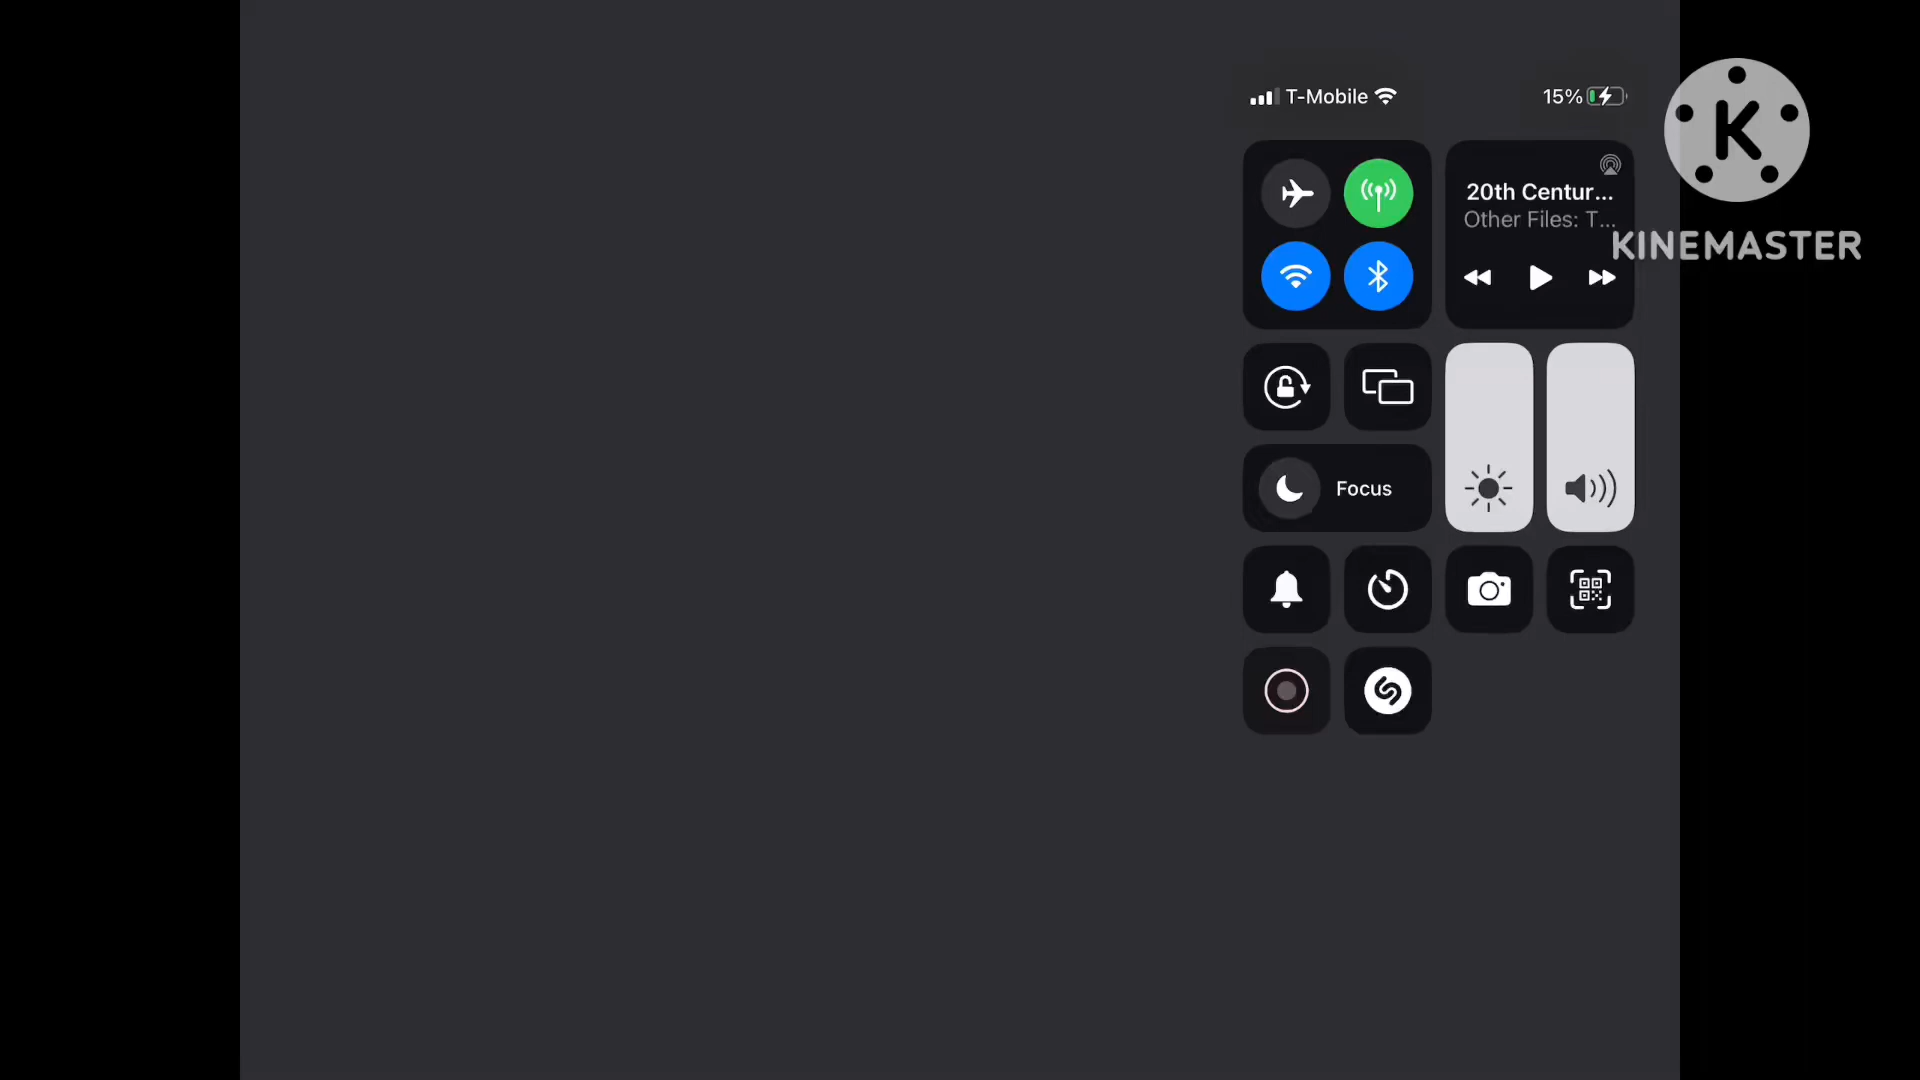 T-Mobile 15%
20th Centur...
Other Files: T...
KINEMASTER
Focus